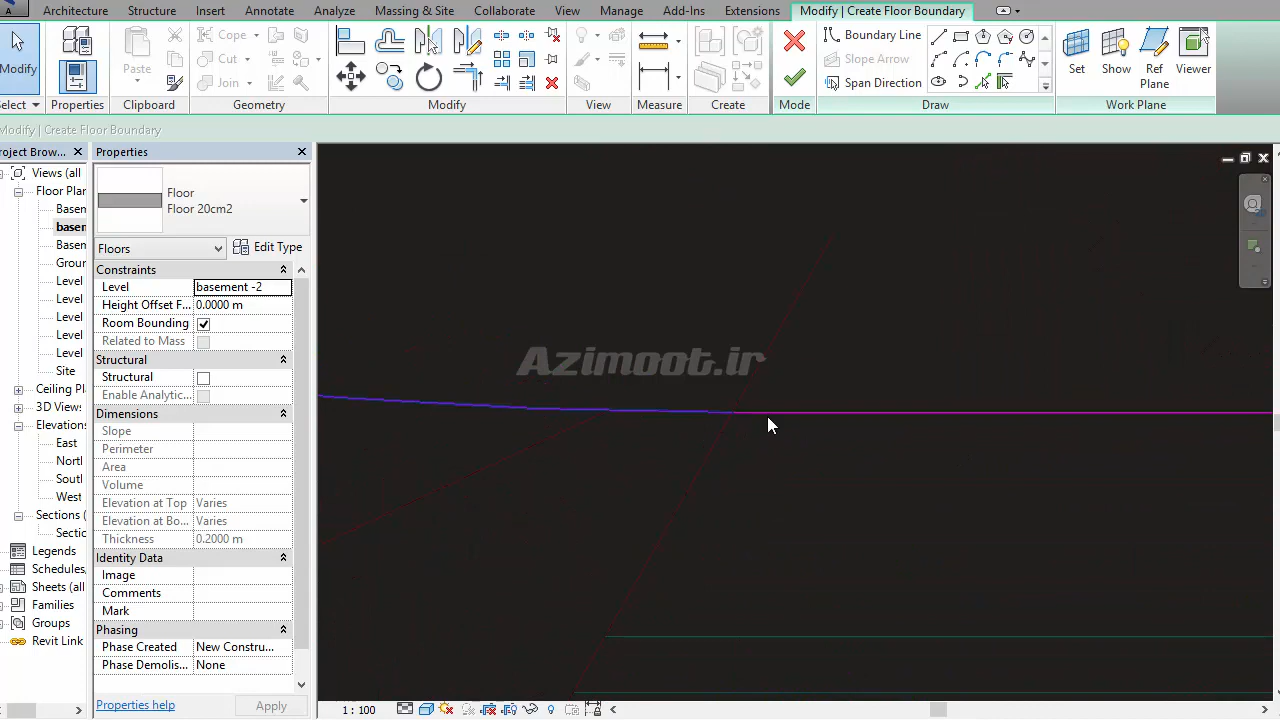 Architecture Structure Insert Annotate Analyze Massing & Site Collaborate View Manage Add-Ins Extensions Modify | Create Floor Boundary
Modify Paste Cope Cut Join Boundary Line Slope Arrow Span Direction Set Show Ref Plane Viewer
Select Properties Clipboard Geometry Modify View Measure Create Mode Draw Work Plane
Modify | Create Floor Boundary
roject Brow... Properties
Views (all
Floor Plar
Basen
basen
Basen
Grour
Level
Level
Level
Level
Level
Site
Ceiling Pl
3D Views
Elevations
East
North
South
West
Sections (
Sectio
Legends
Schedules,
Sheets (all
Families
Groups
Revit Link
Floor
Floor 20cm2
Floors Edit Type
Constraints
Level basement -2
Height Offset F... 0.0000 m
Room Bounding
Related to Mass
Structural
Structural
Enable Analytic...
Dimensions
Slope
Perimeter
Area
Volume
Elevation at Top Varies
Elevation at Bo... Varies
Thickness 0.2000 m
Identity Data
Image
Comments
Mark
Phasing
Phase Created New Constru...
Phase Demolis... None
Properties help Apply
Azimoot.ir
1 : 100